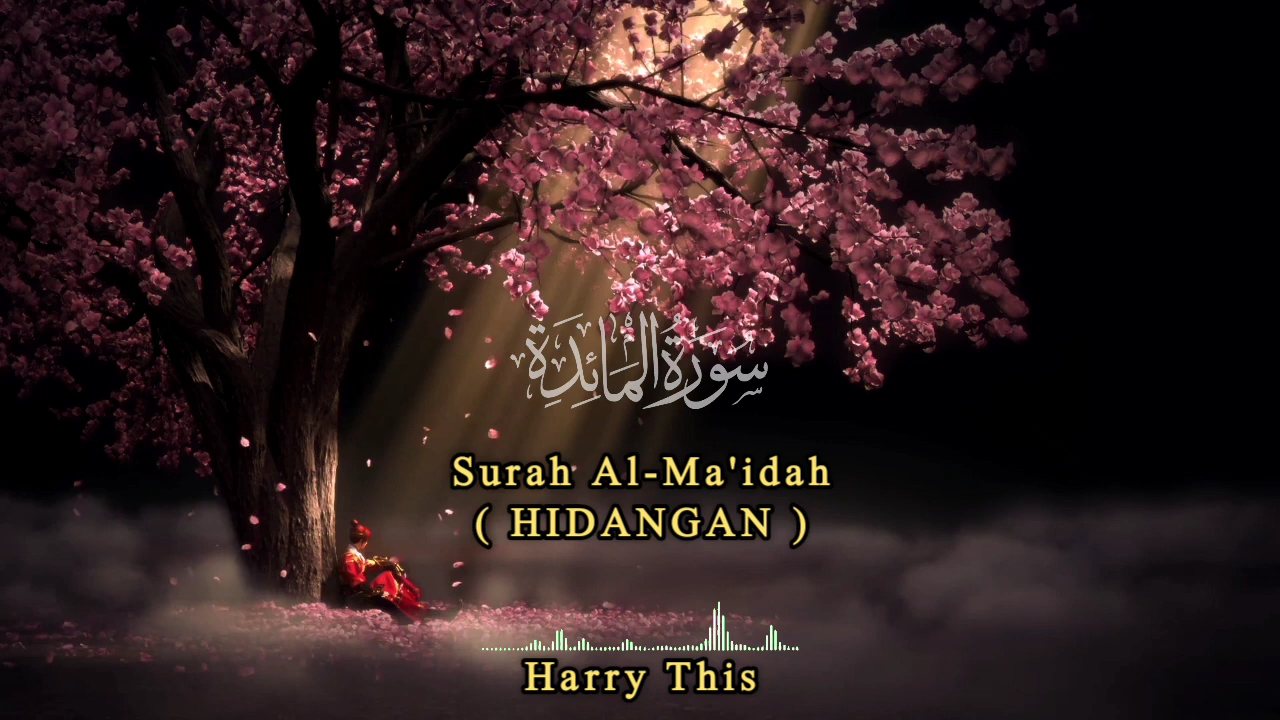 سُورَةُ المَائِدَة
Surah Al-Ma'idah
( HIDANGAN )
Harry This